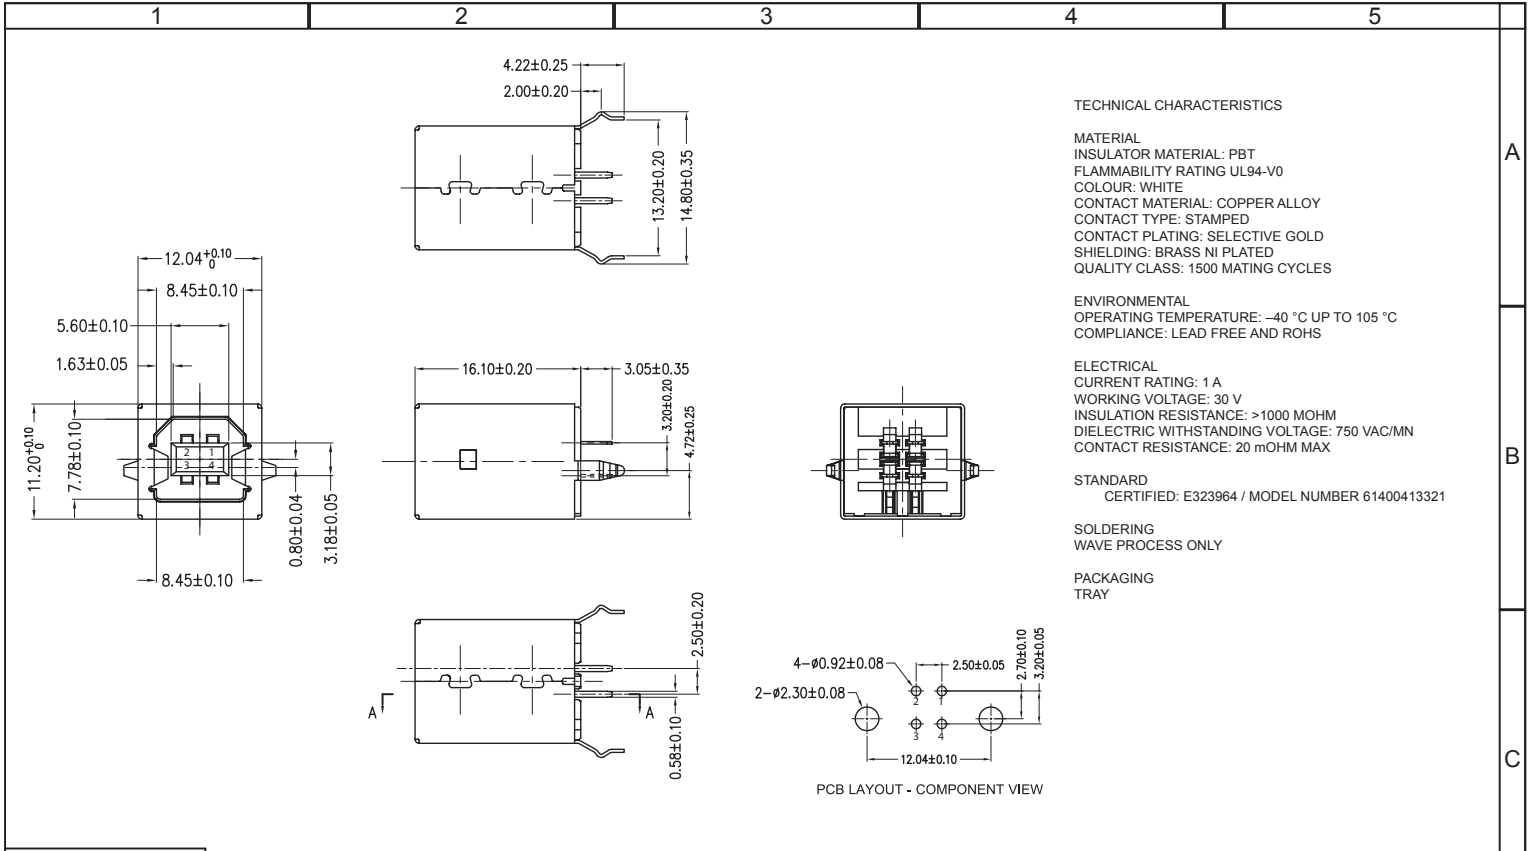 1 2 3 4 5
A
B
C
4.22±0.25
2.00±0.20
13.20±0.20
14.80±0.35
12.04+0.10 0
8.45±0.10
5.60±0.10
1.63±0.05
11.20+0.10 0
7.78±0.10
2 1
3 4
0.80±0.04
3.18±0.05
8.45±0.10
16.10±0.20
3.05±0.35
3.20±0.20
4.72±0.25
2.50±0.20
A A
0.58±0.10
4-ø0.92±0.08
2-ø2.30±0.08
2.50±0.05
2.70±0.10
3.20±0.05
2 1
3 4
12.04±0.10
PCB LAYOUT - COMPONENT VIEW
TECHNICAL CHARACTERISTICS
MATERIAL
INSULATOR MATERIAL: PBT
FLAMMABILITY RATING UL94-V0
COLOUR: WHITE
CONTACT MATERIAL: COPPER ALLOY
CONTACT TYPE: STAMPED
CONTACT PLATING: SELECTIVE GOLD
SHIELDING: BRASS NI PLATED
QUALITY CLASS: 1500 MATING CYCLES
ENVIRONMENTAL
OPERATING TEMPERATURE: –40 °C UP TO 105 °C
COMPLIANCE: LEAD FREE AND ROHS
ELECTRICAL
CURRENT RATING: 1 A
WORKING VOLTAGE: 30 V
INSULATION RESISTANCE: >1000 MOHM
DIELECTRIC WITHSTANDING VOLTAGE: 750 VAC/MN
CONTACT RESISTANCE: 20 mOHM MAX
STANDARD
CERTIFIED: E323964 / MODEL NUMBER 61400413321
SOLDERING
WAVE PROCESS ONLY
PACKAGING
TRAY